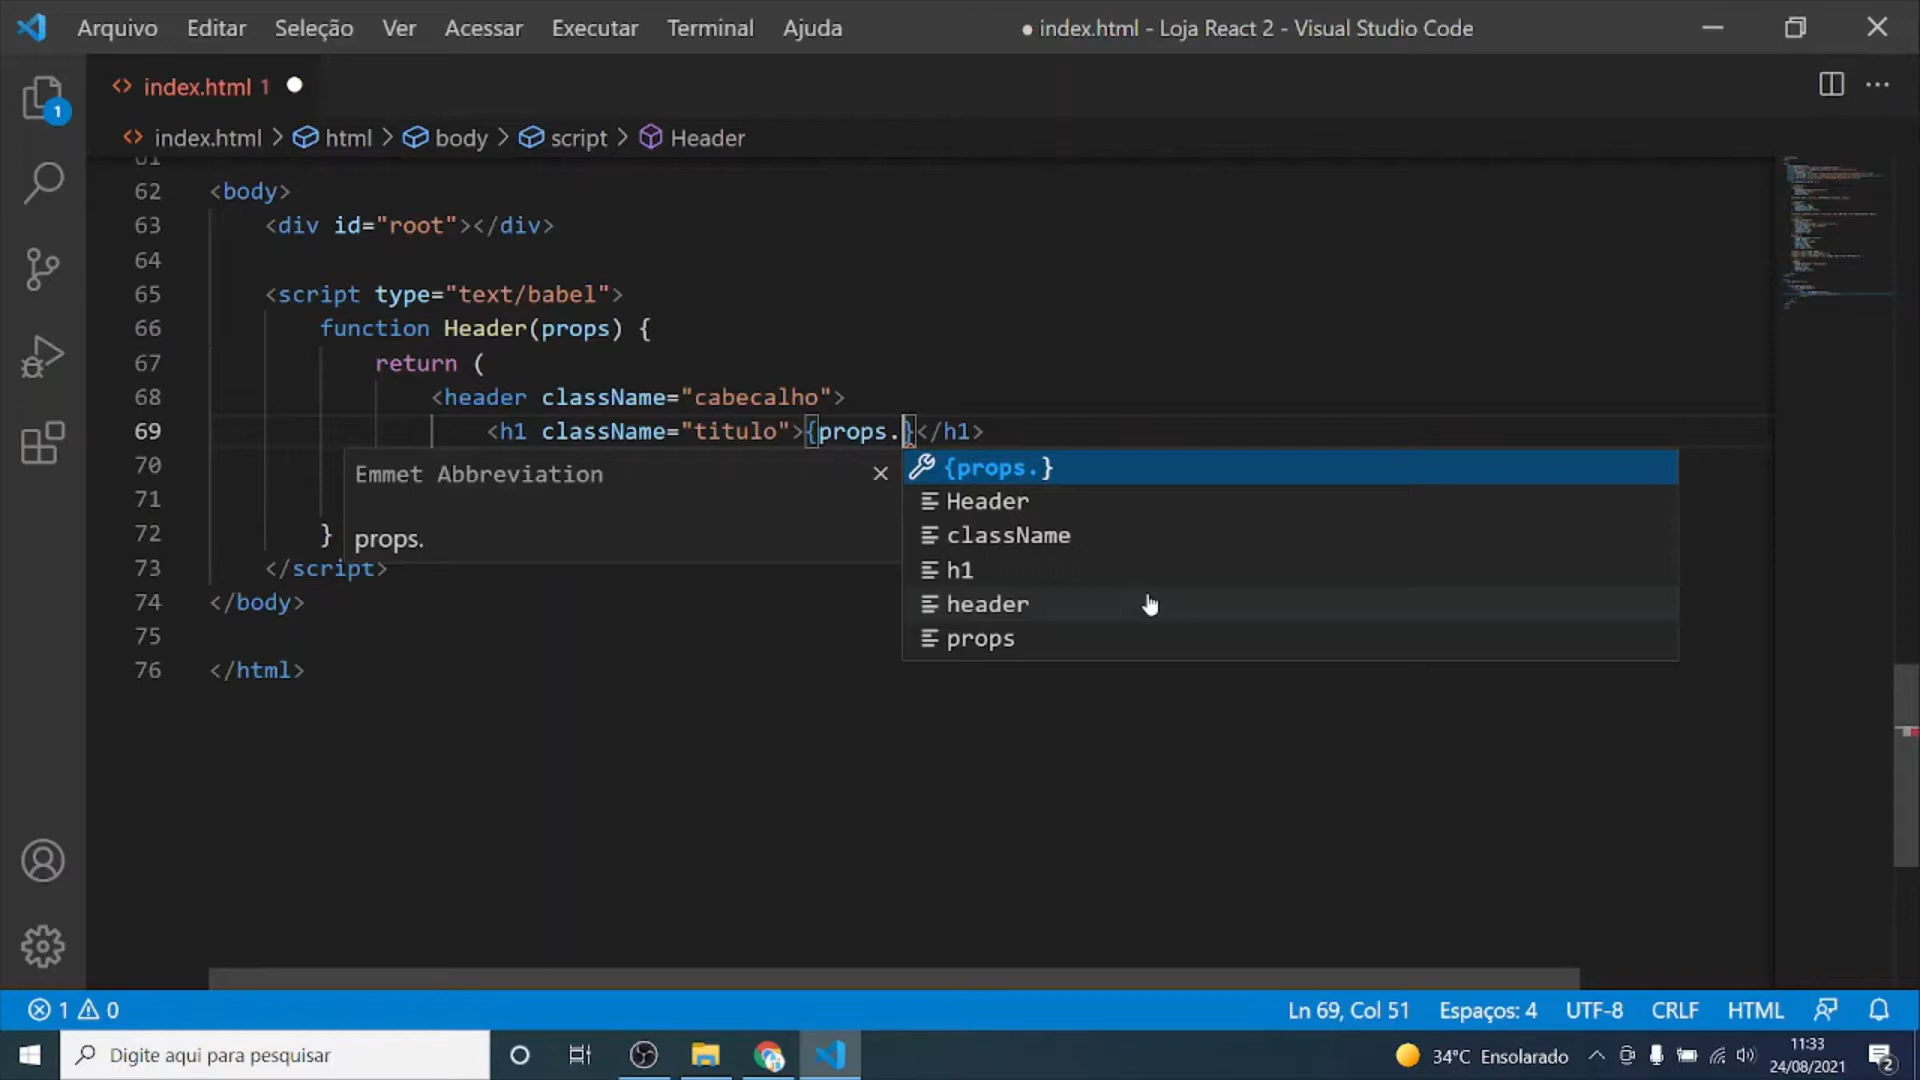 Arquivo Editar Seleção Ver Acessar Executar Terminal Ajuda ● index.html - Loja React 2 - Visual Studio Code
<> index.html 1 ●
1
<> index.html > html > body > script > Header
61
62 <body>
63 <div id="root"></div>
64
65 <script type="text/babel">
66 function Header(props) {
67 return (
68 <header className="cabecalho">
69 <h1 className="titulo">{props.}</h1>
70
71
72 }
73 </script>
74 </body>
75
76 </html>
Emmet Abbreviation ×
props.
{props.}
Header
className
h1
header
props
1 0 Ln 69, Col 51 Espaços: 4 UTF-8 CRLF HTML
Digite aqui para pesquisar 34°C Ensolarado 11:33
24/08/2021 2